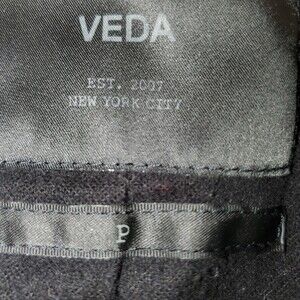 VEDA
EST. 2007
NEW YORK CITY
P